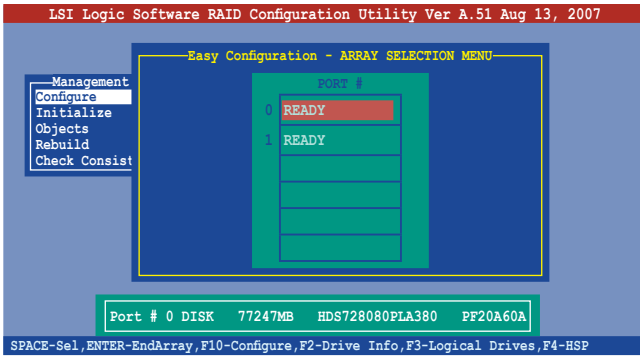 LSI Logic Software RAID Configuration Utility Ver A.51 Aug 13, 2007
Easy Configuration - ARRAY SELECTION MENU
Management
Configure
Initialize
Objects
Rebuild
Check Consist
PORT #
0 READY
1 READY
Port # 0 DISK 77247MB HDS728080PLA380 PF20A60A
SPACE-Sel,ENTER-EndArray,F10-Configure,F2-Drive Info,F3-Logical Drives,F4-HSP